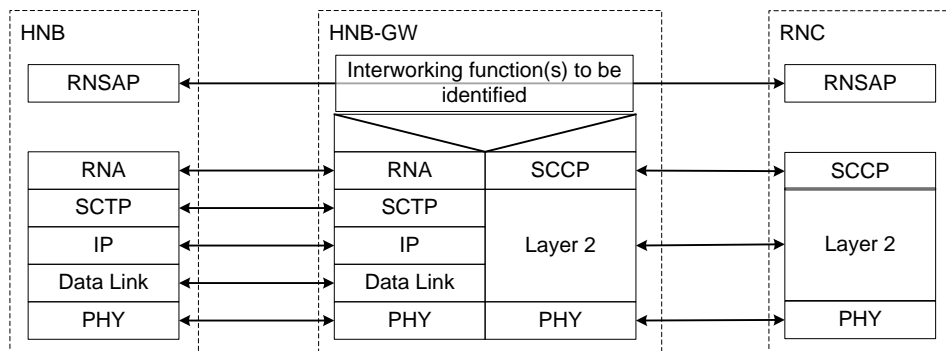 HNB
HNB-GW
RNC
RNSAP
Interworking function(s) to be
identified
RNSAP
RNA
RNA
SCCP
SCCP
SCTP
SCTP
IP
IP
Layer 2
Layer 2
Data Link
Data Link
PHY
PHY
PHY
PHY